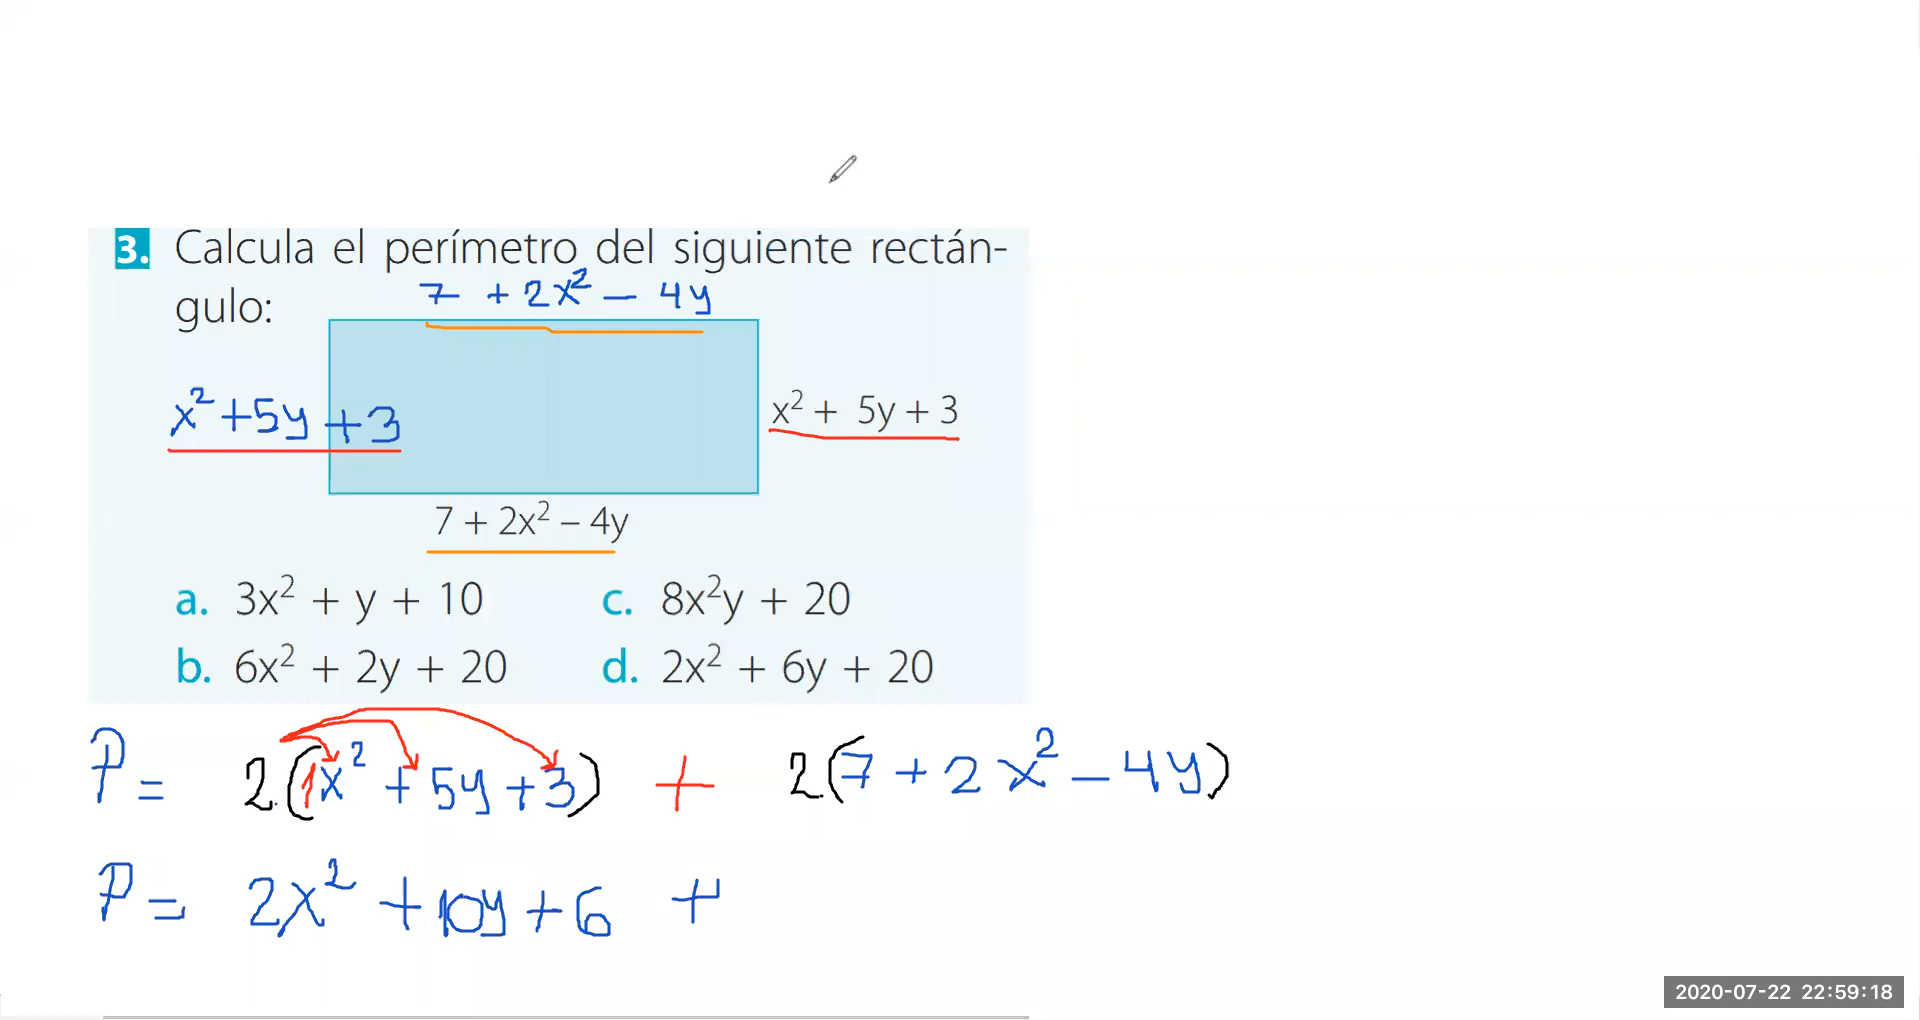 3. Calcula el perímetro del siguiente rectán-
gulo:
7 + 2x² - 4y
x² + 5y + 3
x² + 5y + 3
7 + 2x² – 4y
a. 3x² + y + 10
c. 8x²y + 20
b. 6x² + 2y + 20
d. 2x² + 6y + 20
P = 2.(1x² + 5y + 3) + 2.(7 + 2x² - 4y)
P = 2x² + 10y + 6 +
2020-07-22 22:59:18